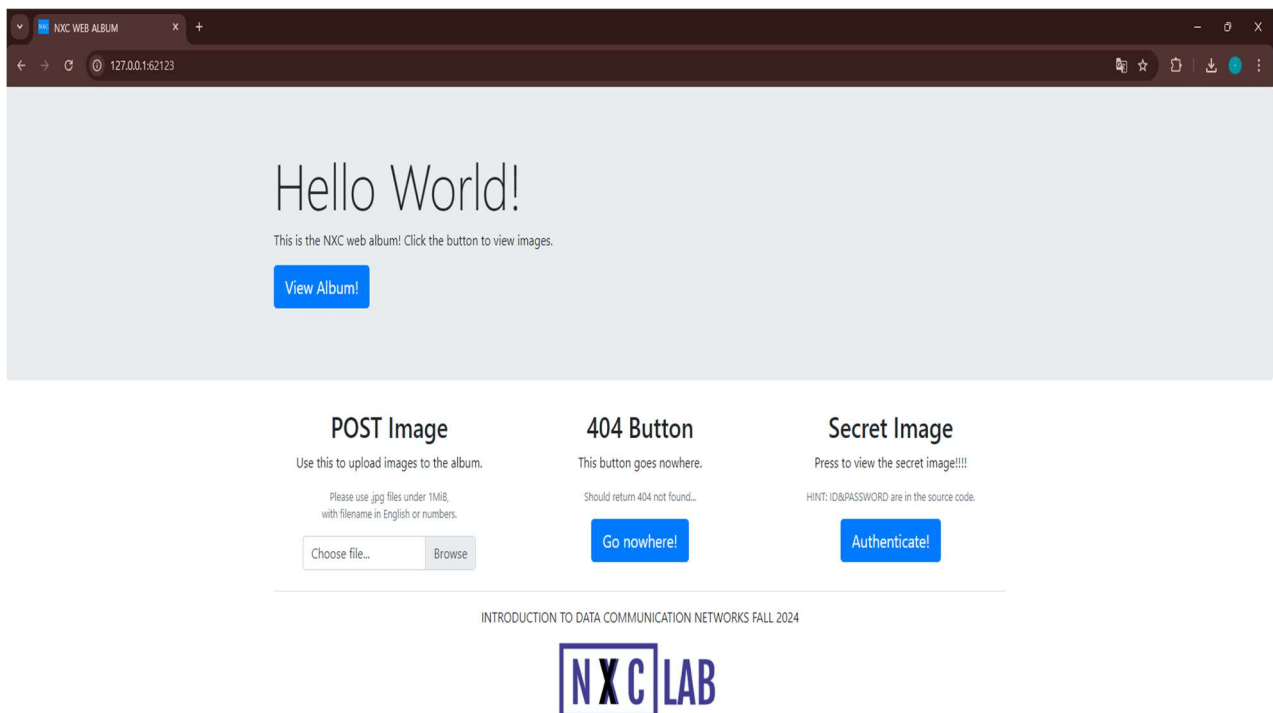 NXC WEB ALBUM
127.0.0.1:62123
Hello World!
This is the NXC web album! Click the button to view images.
View Album!
POST Image
Use this to upload images to the album.
Please use .jpg files under 1MiB,
with filename in English or numbers.
Choose file... Browse
404 Button
This button goes nowhere.
Should return 404 not found...
Go nowhere!
Secret Image
Press to view the secret image!!!!
HINT: ID&PASSWORD are in the source code.
Authenticate!
INTRODUCTION TO DATA COMMUNICATION NETWORKS FALL 2024
NXC LAB